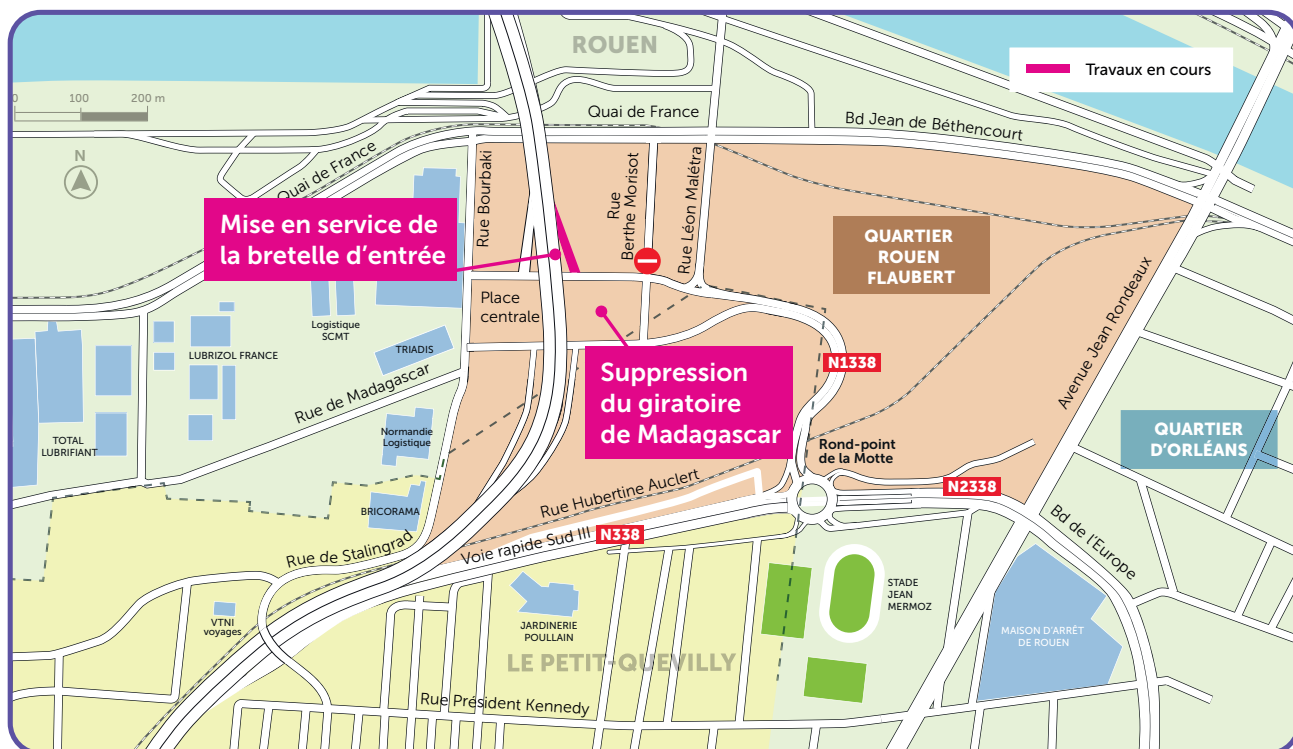 ROUEN
Travaux en cours
0 100 200 m
Quai de France
Bd Jean de Béthencourt
N
Quai de France
Rue Bourbaki
Rue
Berthe Morisot
Rue Léon Malétra
Mise en service de
la bretelle d'entrée
QUARTIER
ROUEN
FLAUBERT
Avenue Jean Rondeaux
Place
centrale
Logistique
SCMT
LUBRIZOL FRANCE
TRIADIS
Rue de Madagascar
N1338
Suppression
du giratoire
de Madagascar
TOTAL
LUBRIFIANT
Normandie
Logistique
Rond-point
de la Motte
QUARTIER
D'ORLÉANS
N2338
BRICORAMA
Rue Hubertine Auclert
Bd de l'Europe
Rue de Stalingrad
Voie rapide Sud III
N338
STADE
JEAN
MERMOZ
VTNI
voyages
JARDINERIE
POULLAIN
MAISON D'ARRÊT
DE ROUEN
LE PETIT-QUEVILLY
Rue Président Kennedy